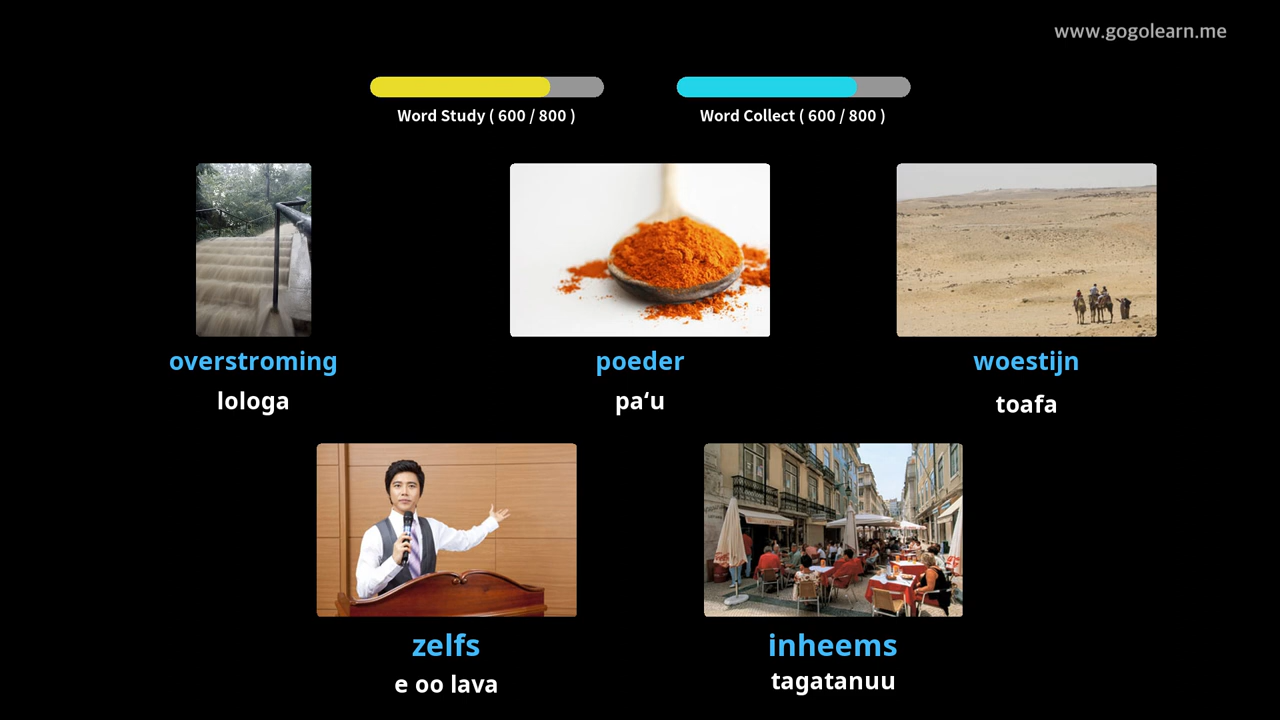 www.gogolearn.me
Word Study ( 600 / 800 )
Word Collect ( 600 / 800 )
overstroming
lologa
poeder
paʻu
woestijn
toafa
zelfs
e oo lava
inheems
tagatanuu